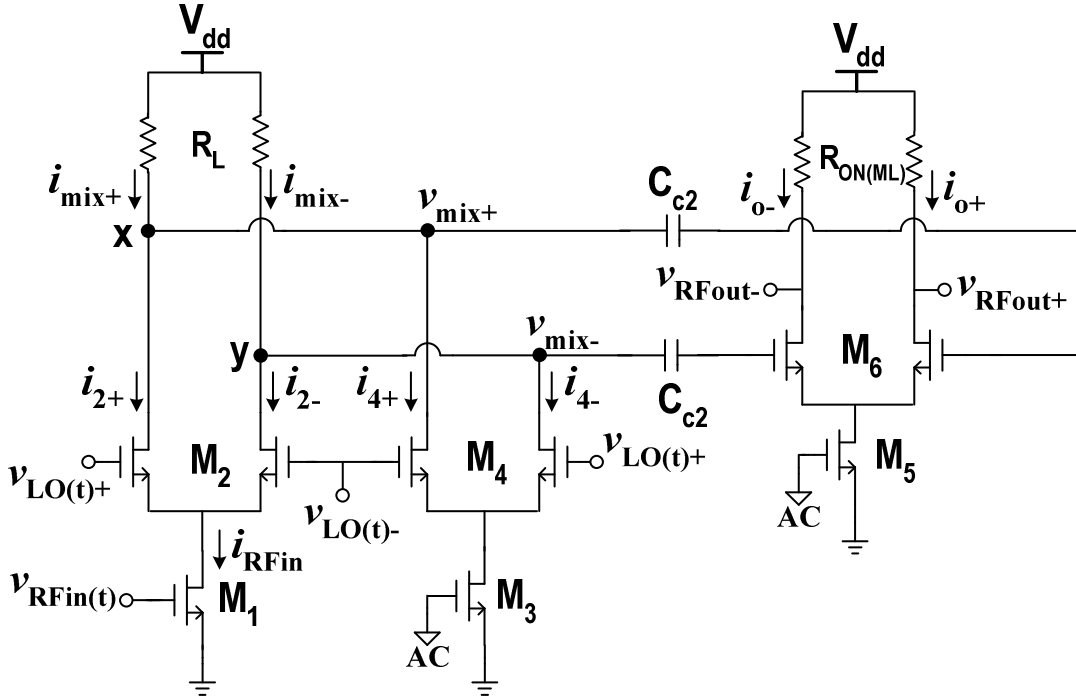 Vdd
Vdd
RL
RON(ML)
imix+
imix-
vmix+
Cc2
io-
io+
x
vRFout-
vRFout+
y
vmix-
M6
i2+
i2-
i4+
i4-
Cc2
vLO(t)+
M2
M4
vLO(t)+
M5
vLO(t)-
AC
iRFin
vRFin(t)
M1
M3
AC